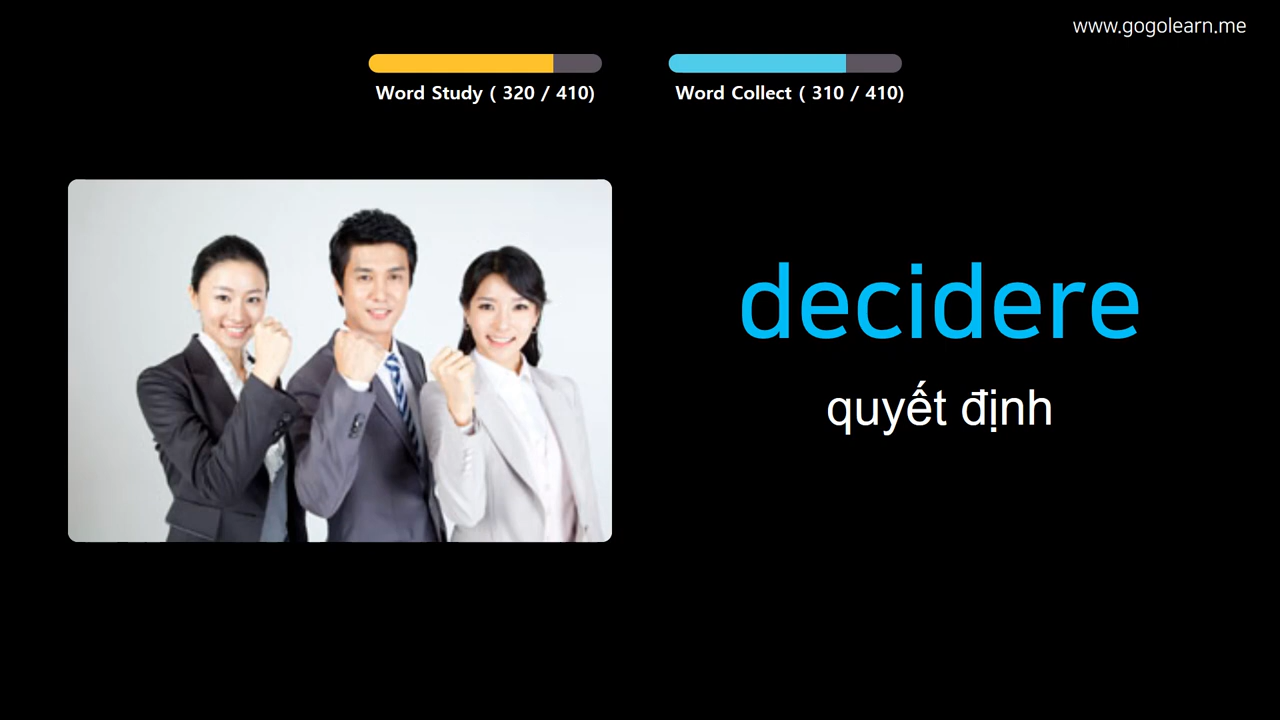 www.gogolearn.me
Word Study ( 320 / 410)
Word Collect ( 310 / 410)
decidere
quyết định